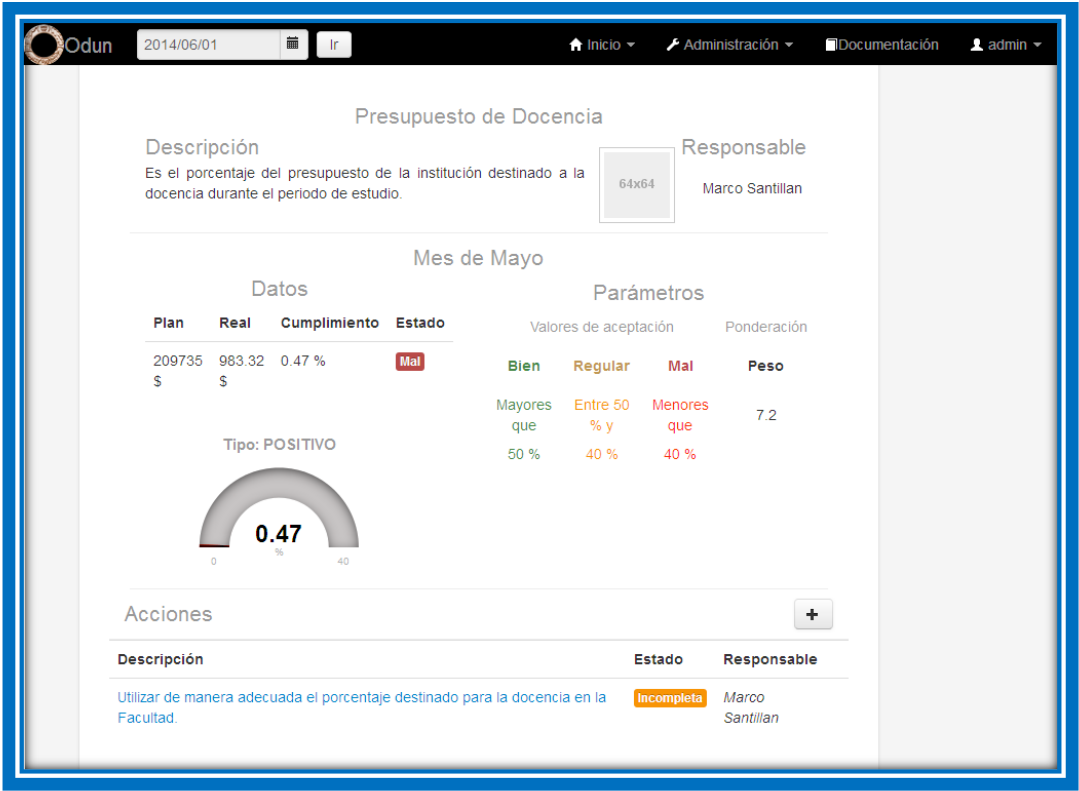 Odun
2014/06/01
Ir
Inicio
Administración
Documentación
admin
Presupuesto de Docencia
Descripción
Es el porcentaje del presupuesto de la institución destinado a la
docencia durante el periodo de estudio.
64x64
Responsable
Marco Santillan
Mes de Mayo
Datos
Plan Real Cumplimiento Estado
209735 983.32 0.47 % Mal
$ $
Tipo: POSITIVO
0.47
%
0 40
Parámetros
Valores de aceptación Ponderación
Bien Regular Mal Peso
Mayores Entre 50 Menores
que % y que 7.2
50 % 40 % 40 %
Acciones
+
Descripción Estado Responsable
Utilizar de manera adecuada el porcentaje destinado para la docencia en la Incompleta Marco
Facultad. Santillan